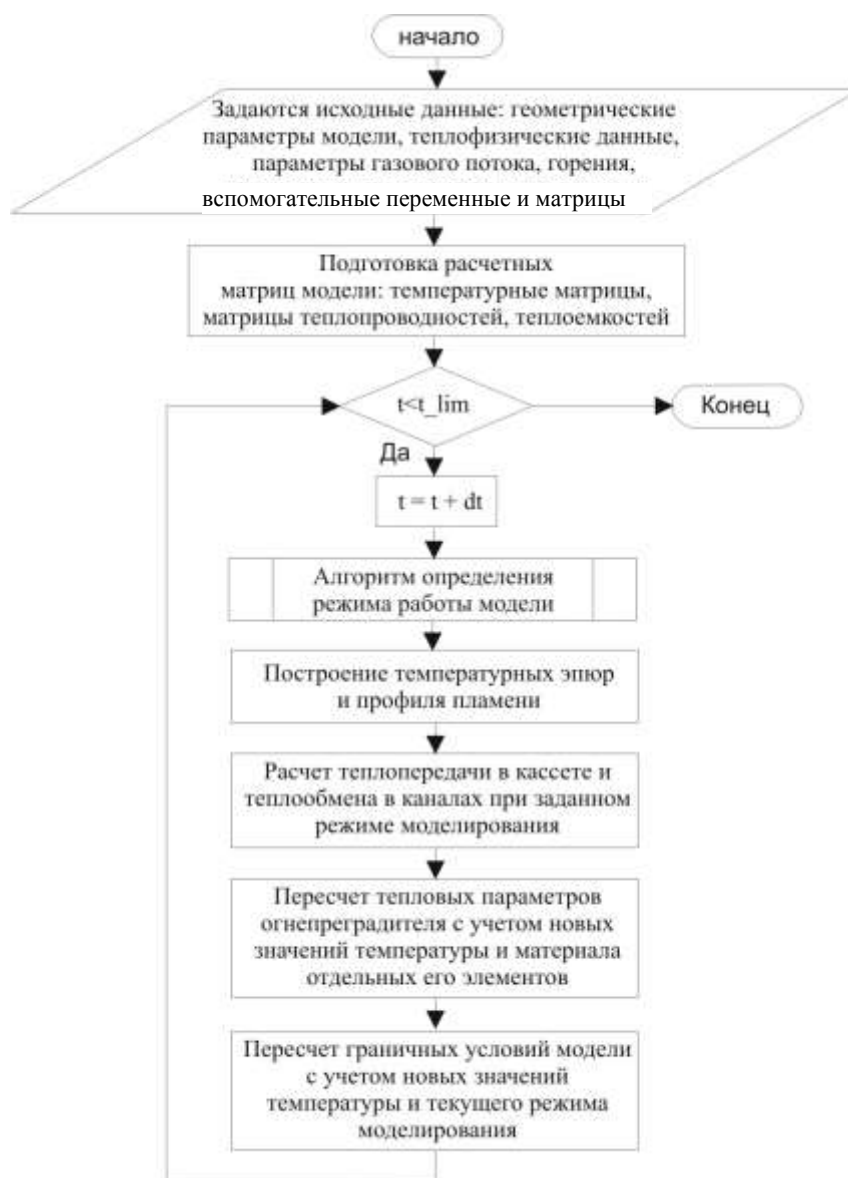 начало
Задаются исходные данные: геометрические
параметры модели, теплофизические данные,
параметры газового потока, горения,
вспомогательные переменные и матрицы
Подготовка расчетных
матриц модели: температурные матрицы,
матрицы теплопроводностей, теплоемкостей
t<t_lim
Конец
Да
t = t + dt
Алгоритм определения
режима работы модели
Построение температурных эпюр
и профиля пламени
Расчет теплопередачи в кассете и
теплообмена в каналах при заданном
режиме моделирования
Пересчет тепловых параметров
огнепреградителя с учетом новых
значений температуры и материала
отдельных его элементов
Пересчет граничных условий модели
с учетом новых значений
температуры и текущего режима
моделирования